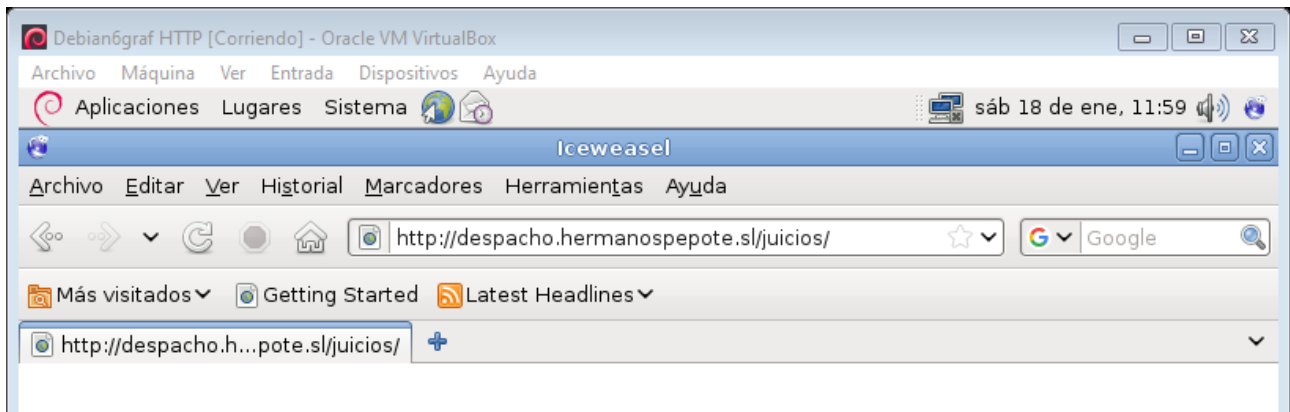 Debian6graf HTTP [Corriendo] - Oracle VM VirtualBox
Archivo Máquina Ver Entrada Dispositivos Ayuda
Aplicaciones Lugares Sistema sáb 18 de ene, 11:59
Iceweasel
Archivo Editar Ver Historial Marcadores Herramientas Ayuda
http://despacho.hermanospepote.sl/juicios/ Google
Más visitados Getting Started Latest Headlines
http://despacho.h...pote.sl/juicios/